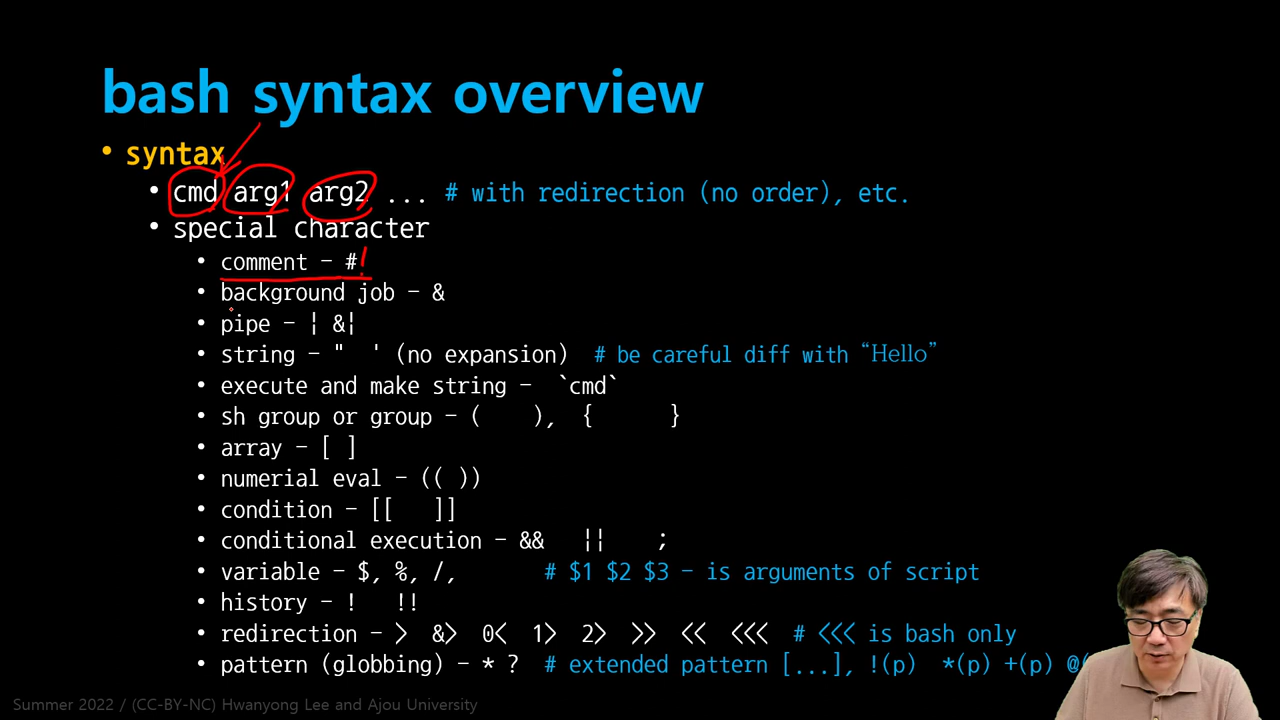 bash syntax overview
• syntax
• cmd arg1 arg2 ... # with redirection (no order), etc.
• special character
• comment – #!
• background job – &
• pipe – ¦ &¦
• string – " ' (no expansion) # be careful diff with “Hello”
• execute and make string – `cmd`
• sh group or group – ( ), { }
• array – [ ]
• numerial eval – (( ))
• condition – [[ ]]
• conditional execution – && ¦¦ ;
• variable – $, %, /, # $1 $2 $3 – is arguments of script
• history – ! !!
• redirection – > &> 0< 1> 2> >> << <<< # <<< is bash only
• pattern (globbing) – * ? # extended pattern [...], !(p) *(p) +(p) @(
Summer 2022 / (CC-BY-NC) Hwanyong Lee and Ajou University